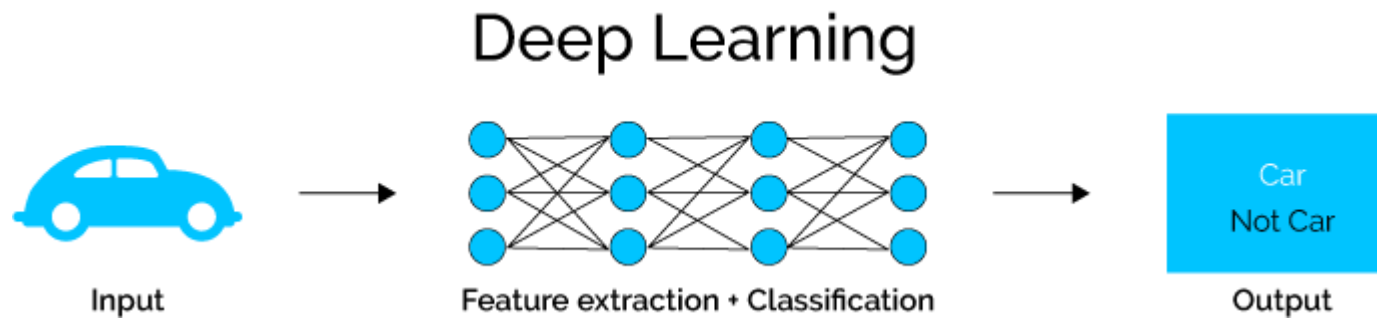 Deep Learning
Car
Not Car
Input
Feature extraction + Classification
Output